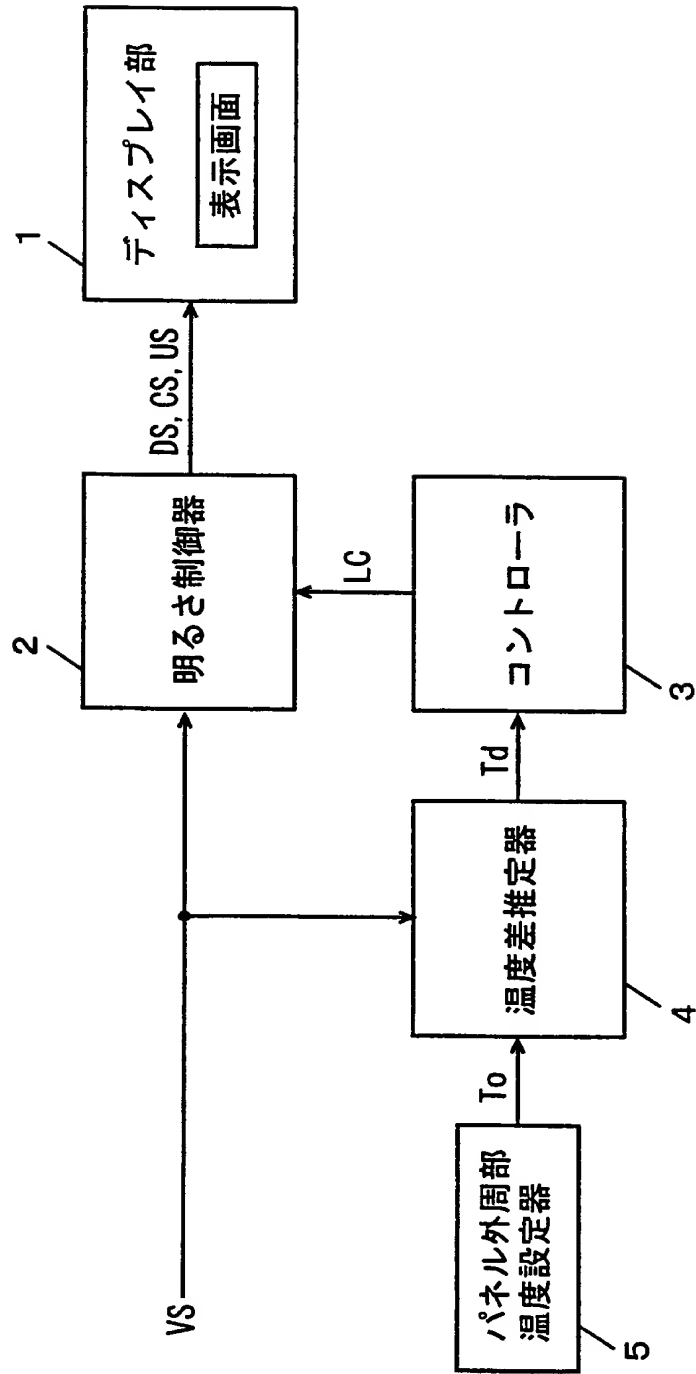 VS
2
明るさ制御器
DS, CS, US
1
ディスプレイ部
表示画面
パネル外周部
温度設定器
5
To
温度差推定器
4
Td
コントローラ
3
LC